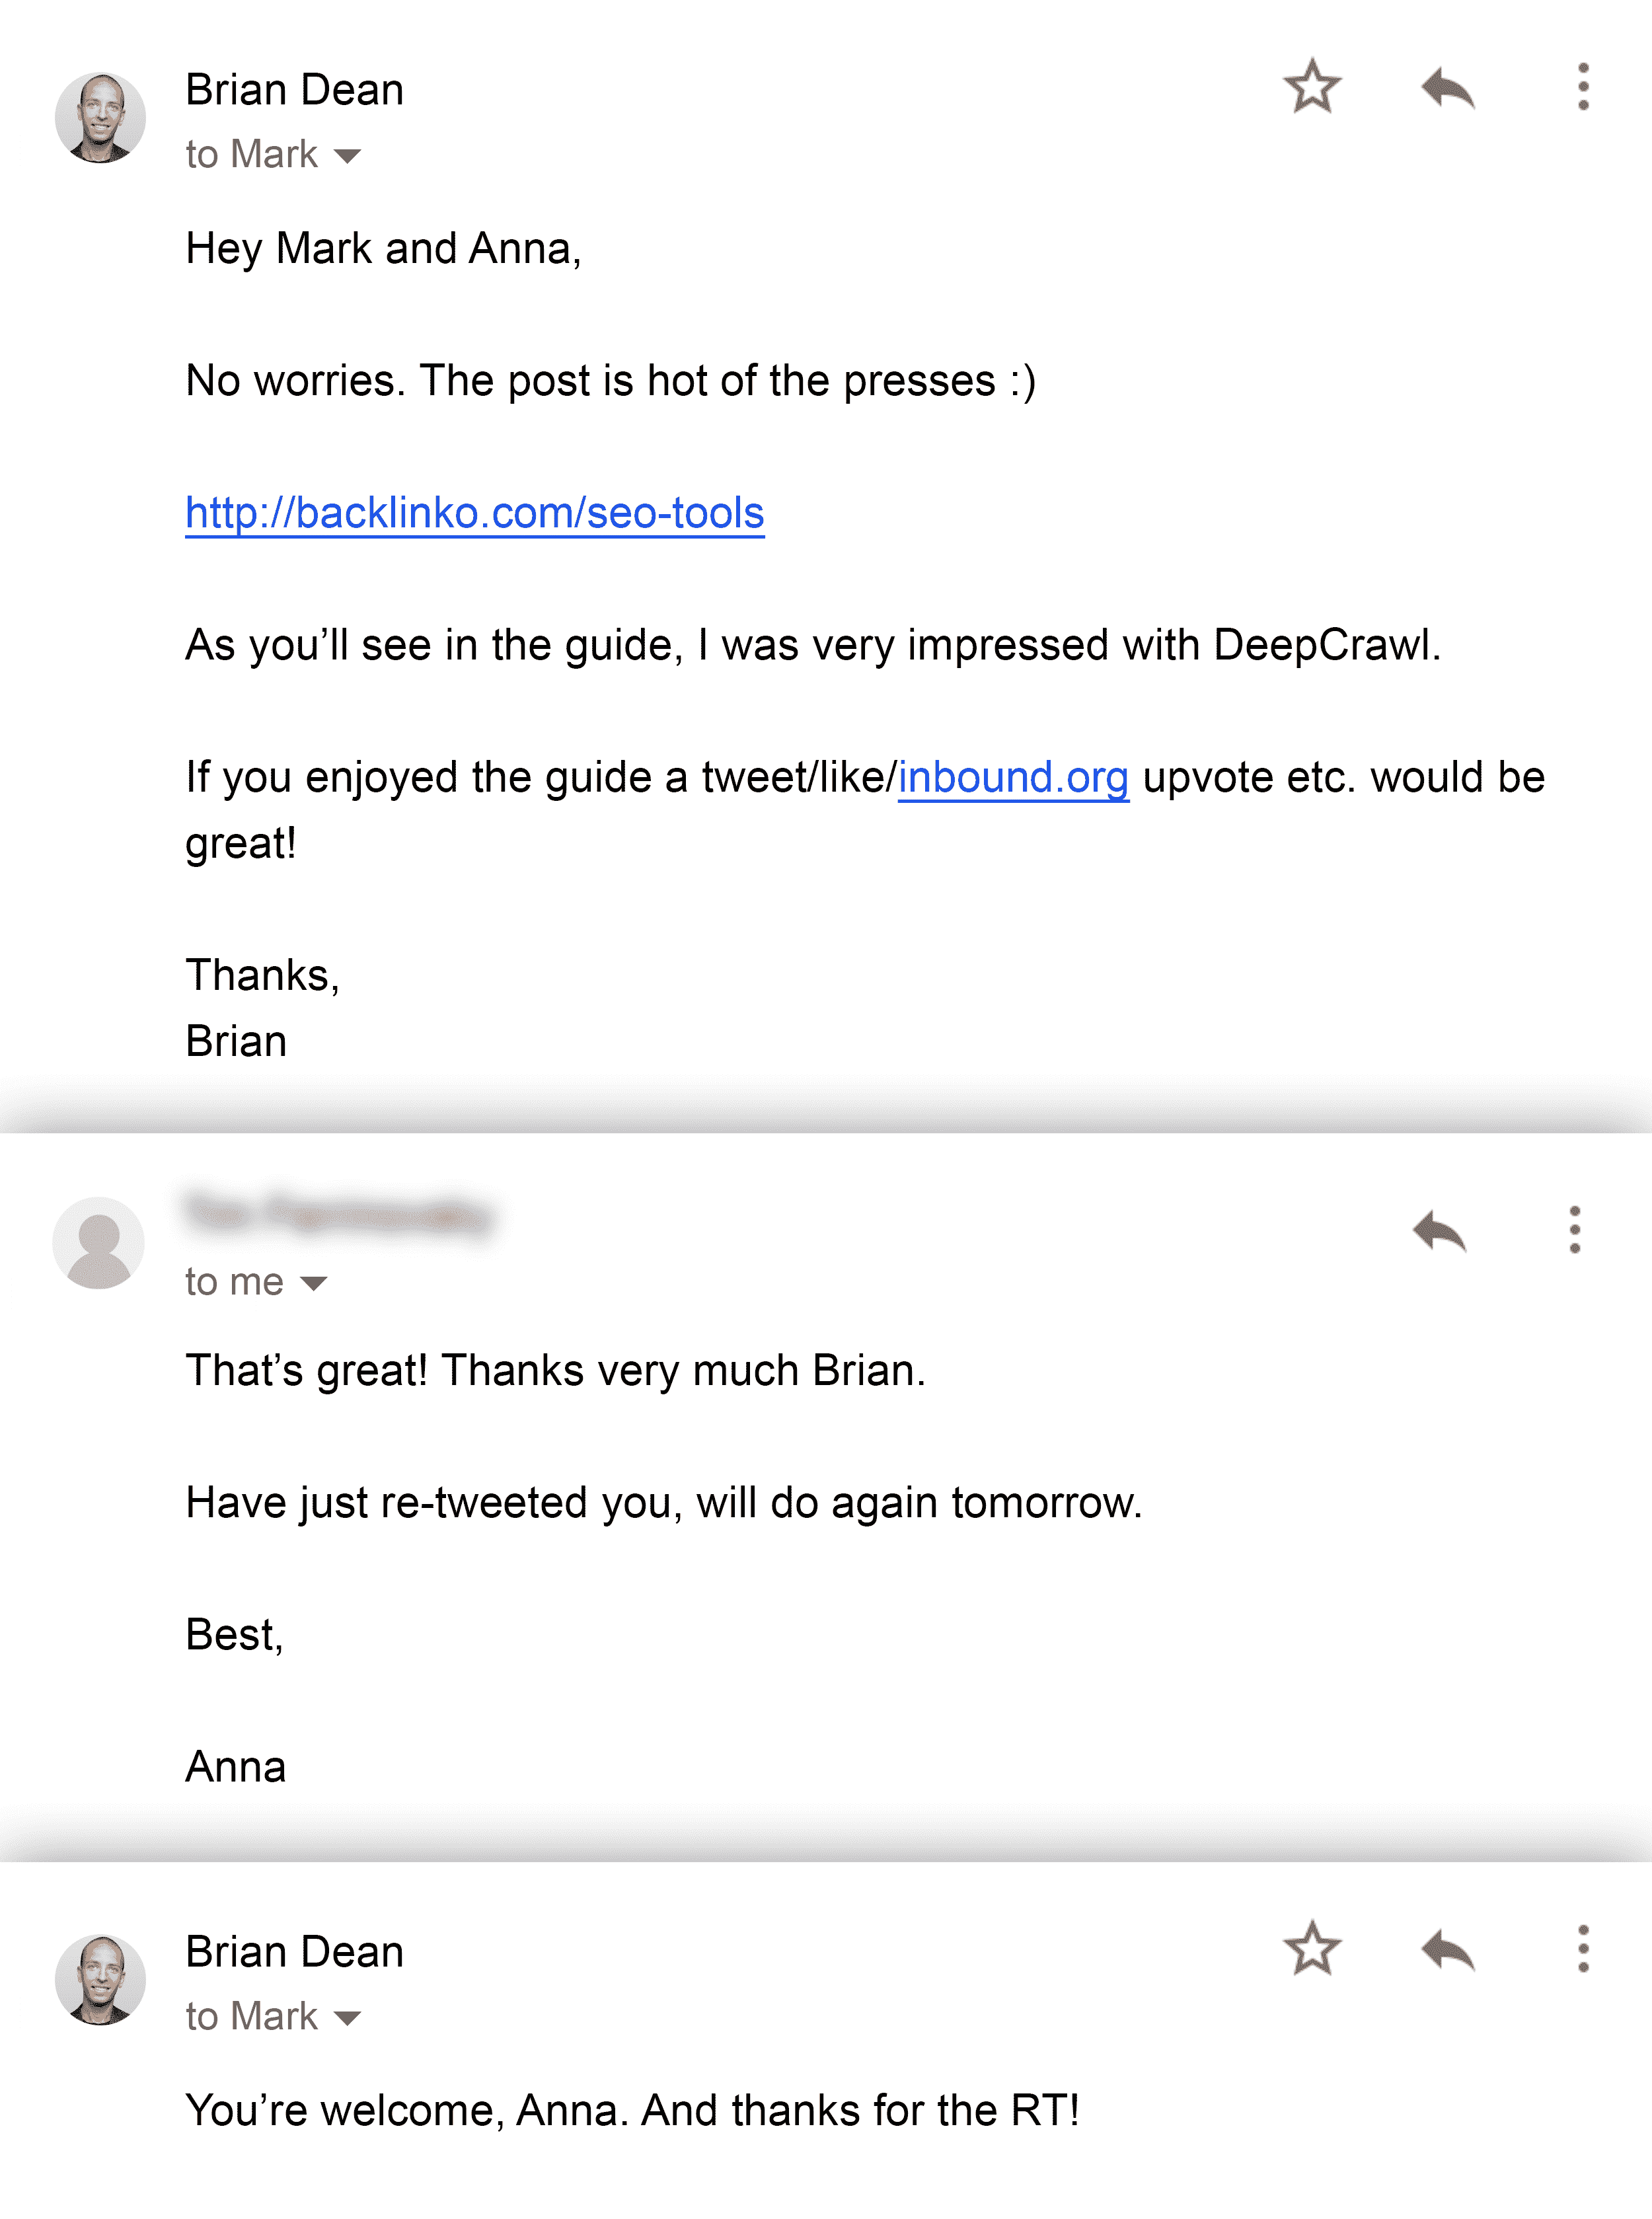 Brian Dean
to Mark
Hey Mark and Anna,
No worries. The post is hot of the presses :)
http://backlinko.com/seo-tools
As you’ll see in the guide, I was very impressed with DeepCrawl.
If you enjoyed the guide a tweet/like/inbound.org upvote etc. would be
great!
Thanks,
Brian
to me
That’s great! Thanks very much Brian.
Have just re-tweeted you, will do again tomorrow.
Best,
Anna
Brian Dean
to Mark
You’re welcome, Anna. And thanks for the RT!